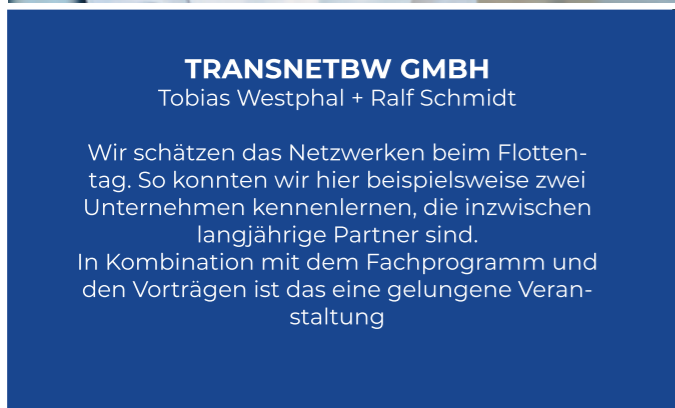 TRANSNETBW GMBH
Tobias Westphal + Ralf Schmidt
Wir schätzen das Netzwerken beim Flotten-
tag. So konnten wir hier beispielsweise zwei
Unternehmen kennenlernen, die inzwischen
langjährige Partner sind.
In Kombination mit dem Fachprogramm und
den Vorträgen ist das eine gelungene Veran-
staltung